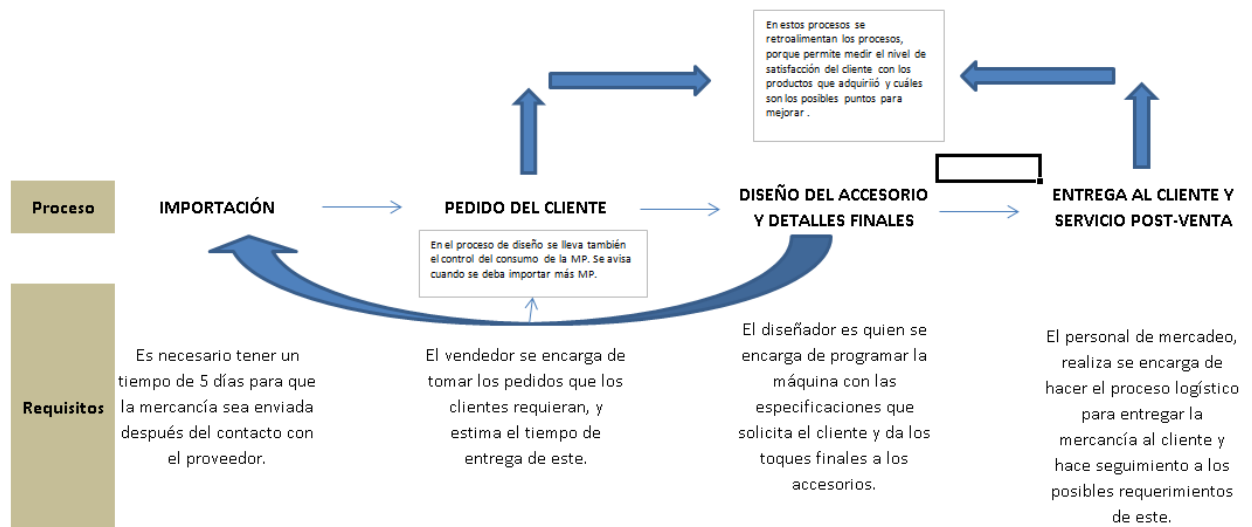 En estos procesos se
retroalimentan los procesos,
porque permite medir el nivel de
satisfacción del cliente con los
productos que adquirió y cuáles
son los posibles puntos para
mejorar .
Proceso
IMPORTACIÓN
PEDIDO DEL CLIENTE
DISEÑO DEL ACCESORIO
Y DETALLES FINALES
ENTREGA AL CLIENTE Y
SERVICIO POST-VENTA
En el proceso de diseño se lleva también
el control del consumo de la MP. Se avisa
cuando se deba importar más MP.
Requisitos
Es necesario tener un
tiempo de 5 días para que
la mercancía sea enviada
después del contacto con
el proveedor.
El vendedor se encarga de
tomar los pedidos que los
clientes requieran, y
estima el tiempo de
entrega de este.
El diseñador es quien se
encarga de programar la
máquina con las
especificaciones que
solicita el cliente y da los
toques finales a los
accesorios.
El personal de mercadeo,
realiza se encarga de
hacer el proceso logístico
para entregar la
mercancía al cliente y
hace seguimiento a los
posibles requerimientos
de este.